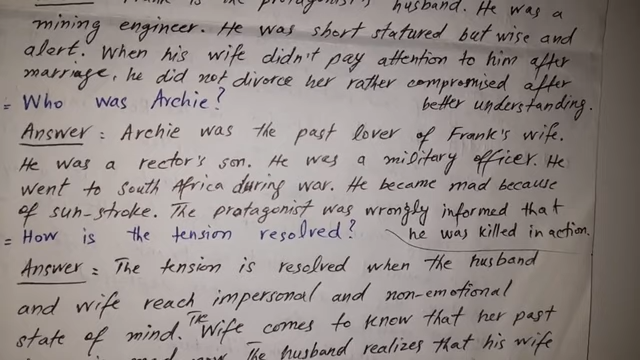 Answer: Frank is the protagonist's husband. He was a
mining engineer. He was short statured but wise and
alert. When his wife didn't pay attention to him after
marriage, he did not divorce her rather compromised after
better understanding.
= Who was Archie?
Answer: Archie was the past lover of Frank's wife.
He was a rector's son. He was a military officer. He
went to South Africa during war. He became mad because
of sun-stroke. The protagonist was wrongly informed that
he was killed in action.
= How is the tension resolved?
Answer: The tension is resolved when the husband
and wife reach impersonal and non-emotional
state of mind. The Wife comes to know that her past
The husband realizes that his wife